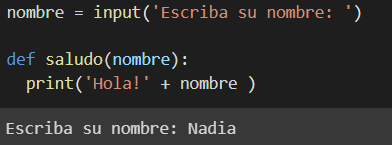 nombre = input('Escriba su nombre: ')
def saludo(nombre):
print('Hola!' + nombre )
Escriba su nombre: Nadia